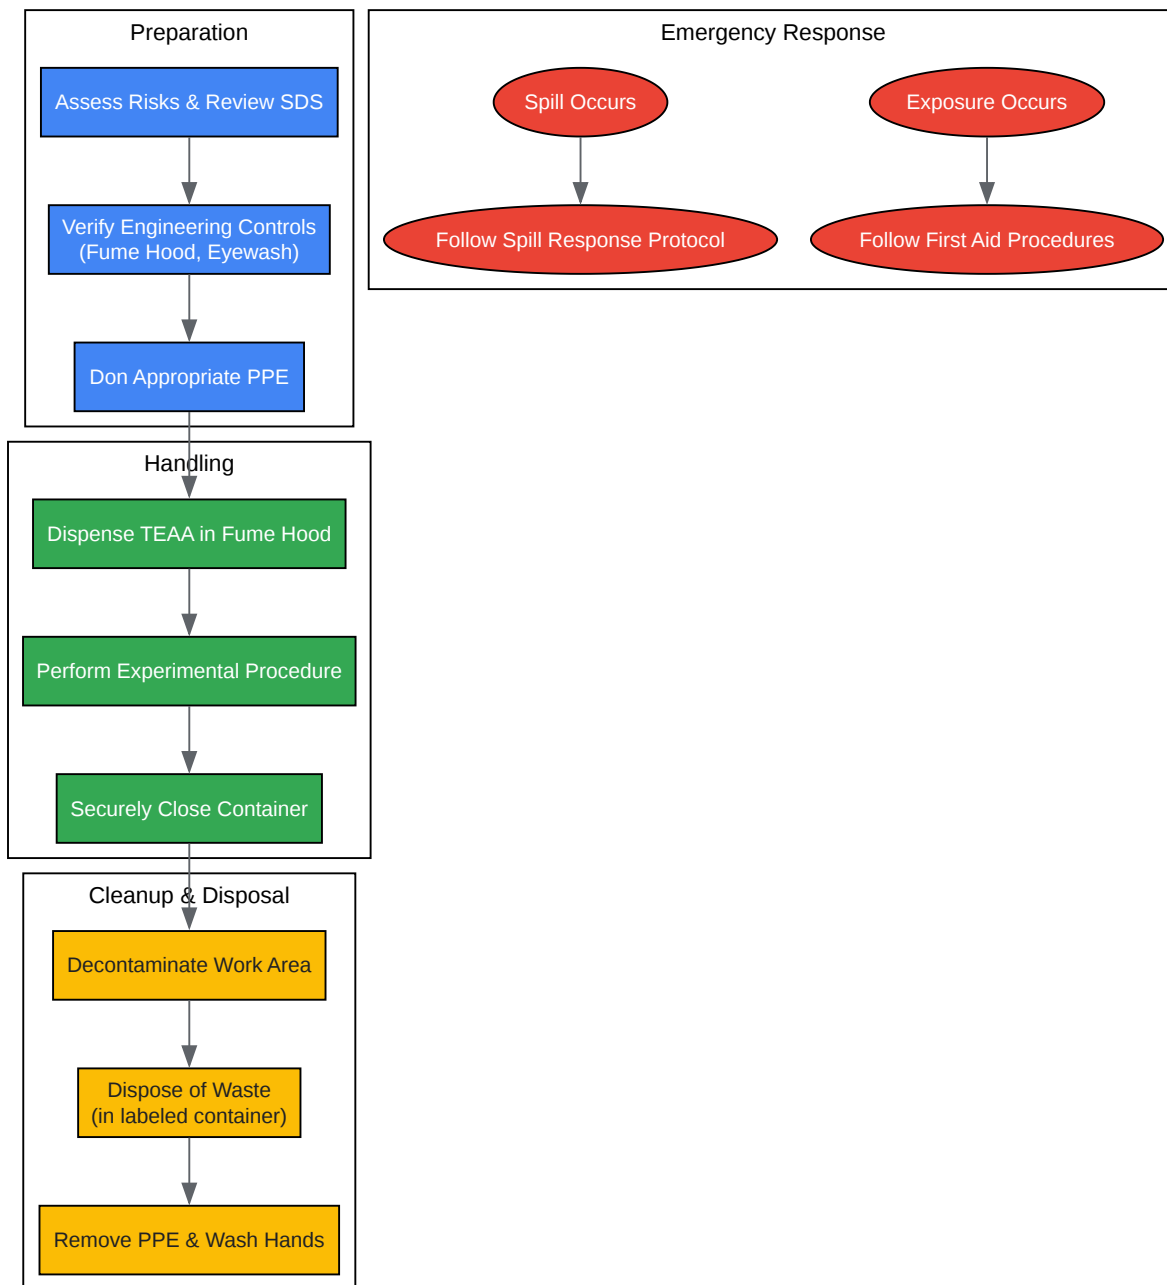 Preparation
Assess Risks & Review SDS
Verify Engineering Controls
(Fume Hood, Eyewash)
Don Appropriate PPE
Emergency Response
Spill Occurs
Exposure Occurs
Follow Spill Response Protocol
Follow First Aid Procedures
Handling
Dispense TEAA in Fume Hood
Perform Experimental Procedure
Securely Close Container
Cleanup & Disposal
Decontaminate Work Area
Dispose of Waste
(in labeled container)
Remove PPE & Wash Hands